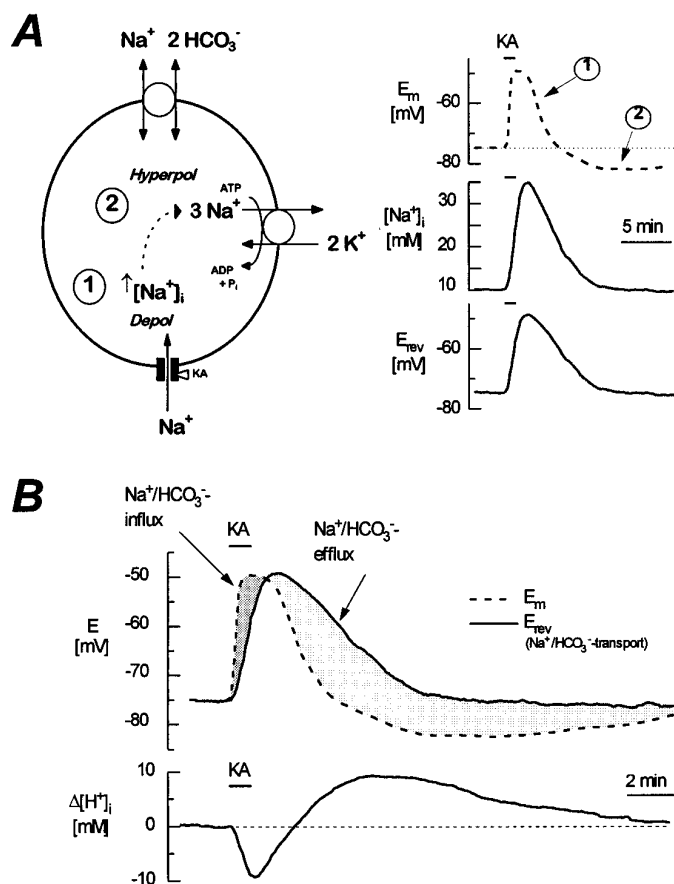 A
Na⁺ 2 HCO₃⁻
Hyperpol
2
ATP
3 Na⁺
2 K⁺
ADP
+ Pᵢ
1
↑
[Na⁺]ᵢ
Depol
KA
Na⁺
KA
Eₘ
[mV]
-60
-80
1
2
[Na⁺]ᵢ
[mM]
30
20
10
5 min
Eᵣₑᵥ
[mV]
-60
-80
B
Na⁺/HCO₃⁻-
influx
KA
Na⁺/HCO₃⁻-
efflux
E
[mV]
-50
-60
-70
-80
Eₘ
Eᵣₑᵥ
(Na⁺/HCO₃⁻-transport)
Δ[H⁺]ᵢ
[mM]
10
0
-10
KA
2 min